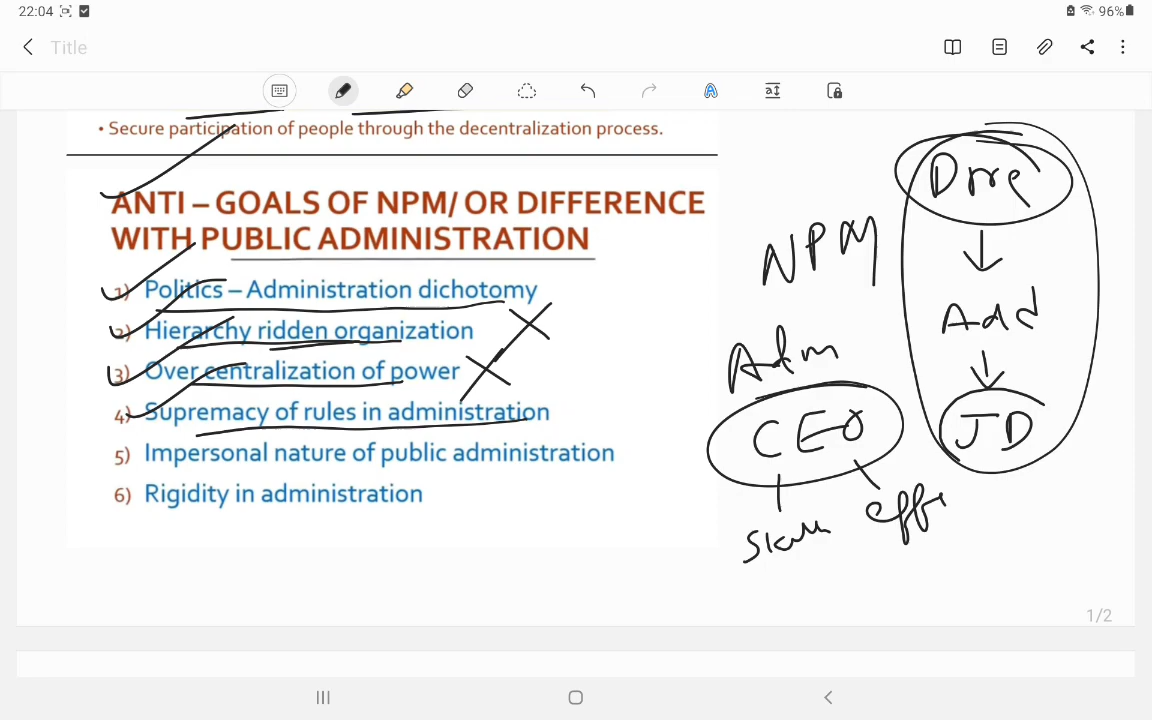 22:04
96%
Title
• Secure participation of people through the decentralization process.
ANTI – GOALS OF NPM/ OR DIFFERENCE
WITH PUBLIC ADMINISTRATION
1) Politics – Administration dichotomy
2) Hierarchy ridden organization
3) Over centralization of power
4) Supremacy of rules in administration
5) Impersonal nature of public administration
6) Rigidity in administration
NPM
Adm
CEO
Add
JD
1/2